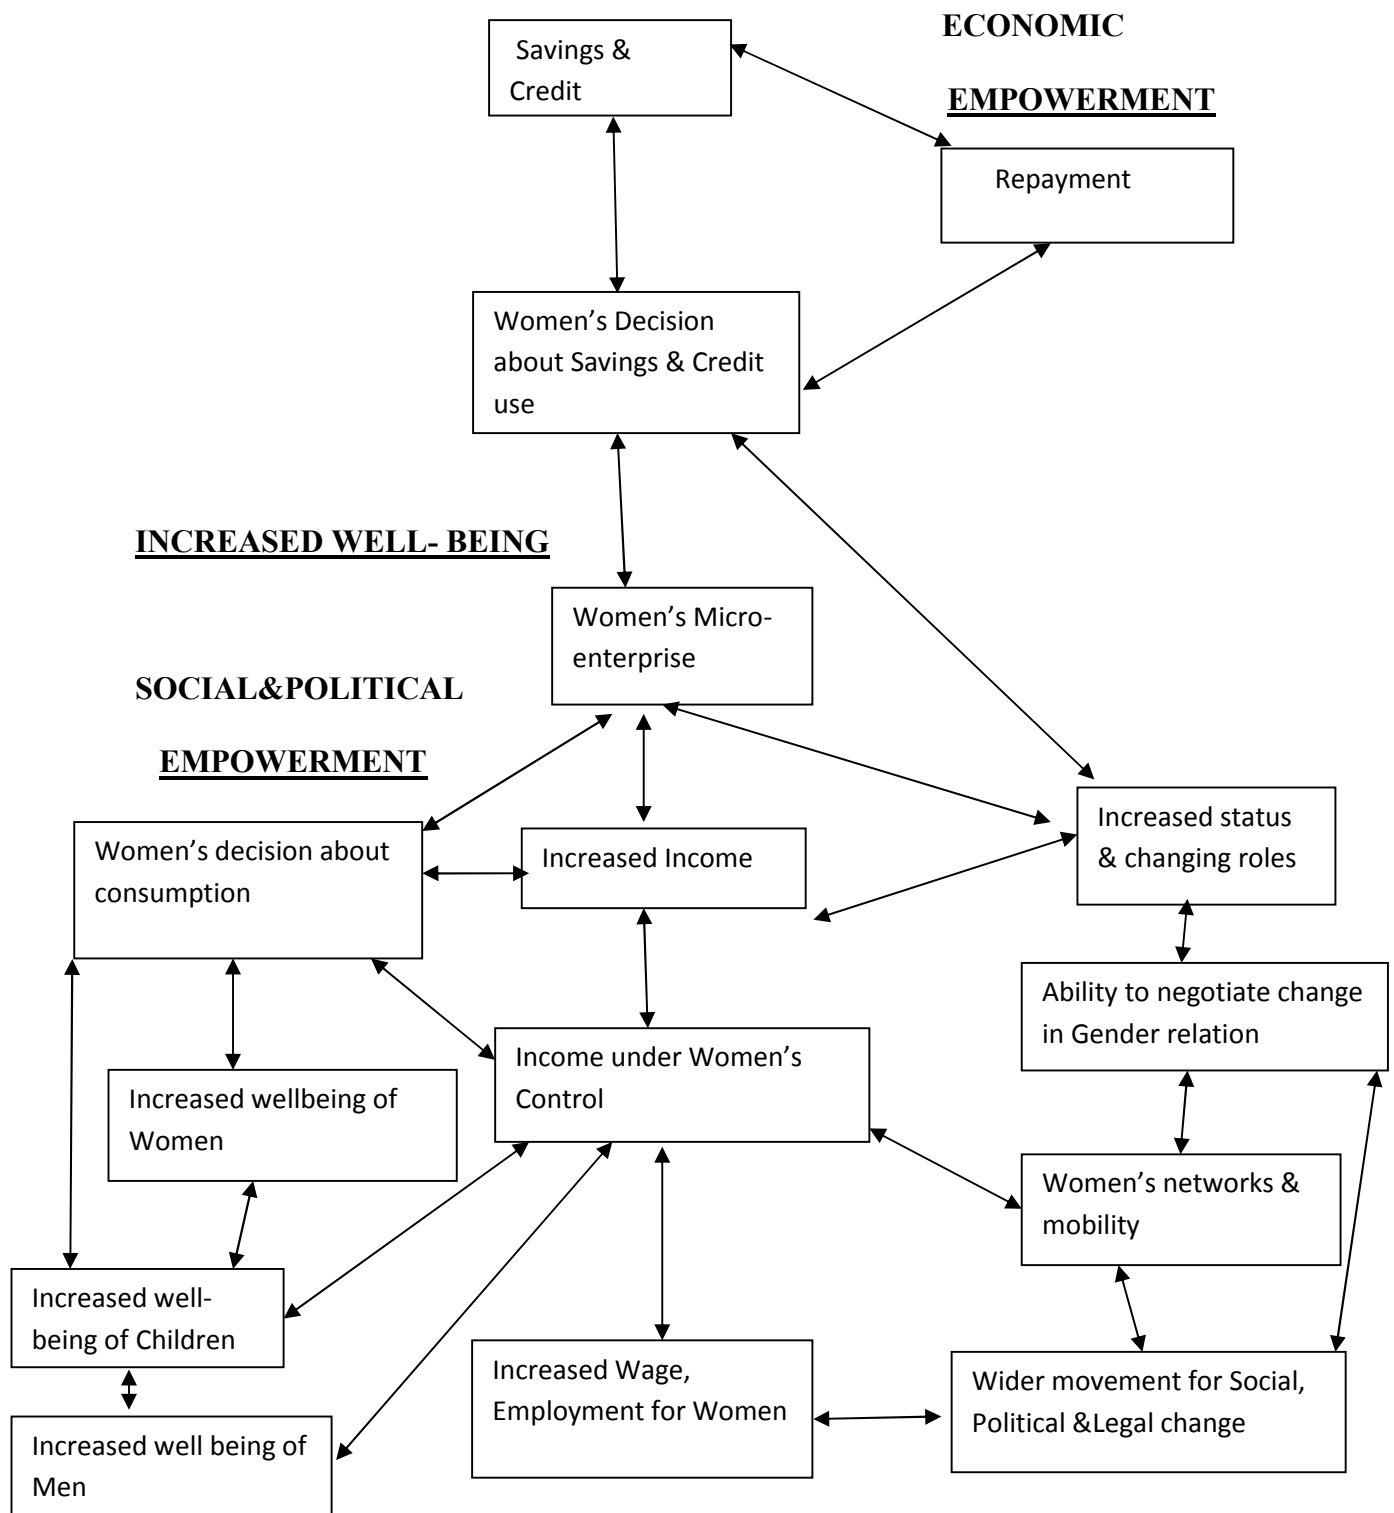 ECONOMIC
Savings &
Credit
EMPOWERMENT
Repayment
Women’s Decision
about Savings & Credit
use
INCREASED WELL- BEING
Women’s Micro-
enterprise
SOCIAL&POLITICAL
EMPOWERMENT
Increased status
& changing roles
Women’s decision about
consumption
Increased Income
Ability to negotiate change
in Gender relation
Income under Women’s
Control
Increased wellbeing of
Women
Women’s networks &
mobility
Increased well-
being of Children
Increased Wage,
Employment for Women
Wider movement for Social,
Political &Legal change
Increased well being of
Men